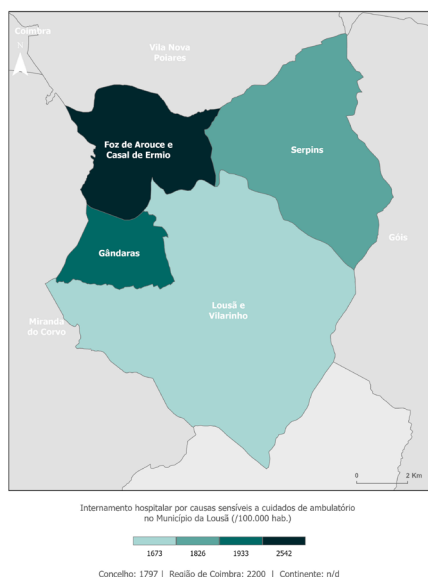 Coimbra
N
Vila Nova
Poiares
Foz de Arouce e
Casal de Ermio
Serpins
Góis
Gândaras
Lousã e
Vilarinho
Miranda
do Corvo
0 2 Km
Internamento hospitalar por causas sensíveis a cuidados de ambulatório
no Município da Lousã (/100.000 hab.)
1673 1826 1933 2542
Concelho: 1797 | Região de Coimbra: 2200 | Continente: n/d